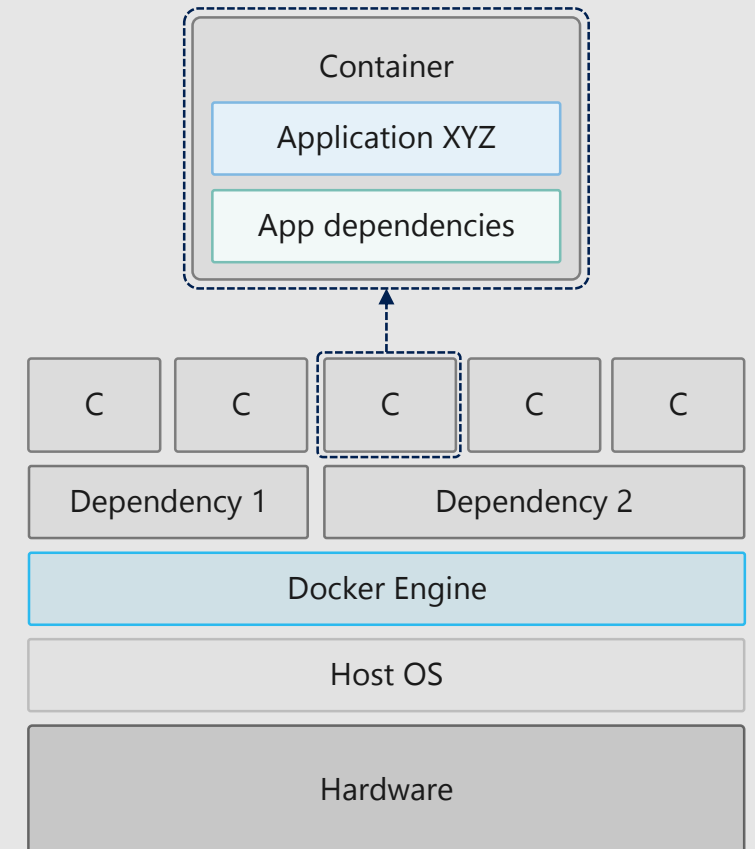 Container
Application XYZ
App dependencies
C C C C C
Dependency 1 Dependency 2
Docker Engine
Host OS
Hardware